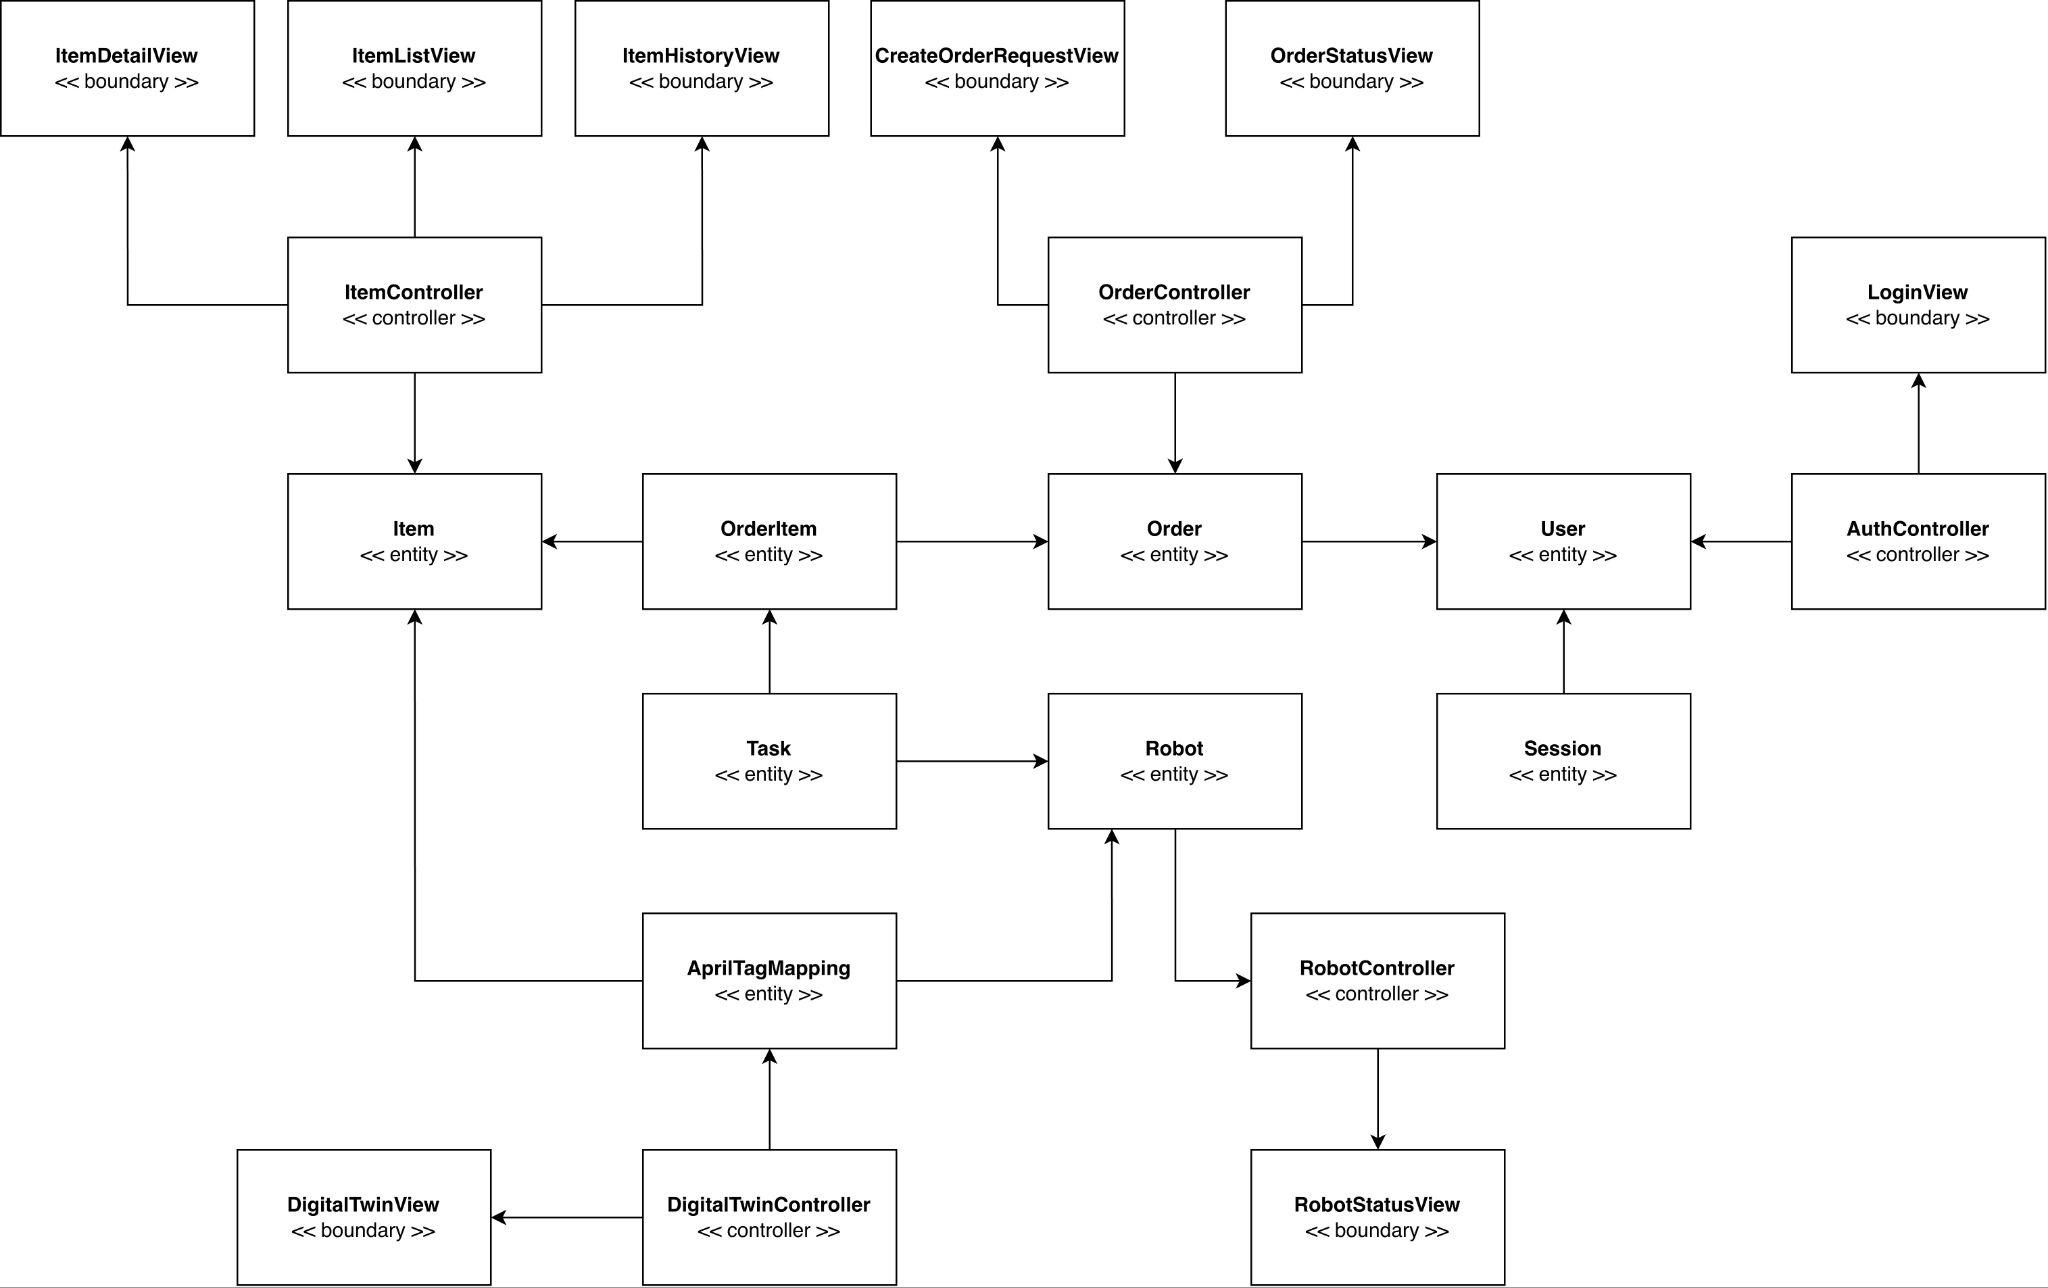 ItemDetailView
<< boundary >>
ItemListView
<< boundary >>
ItemHistoryView
<< boundary >>
CreateOrderRequestView
<< boundary >>
OrderStatusView
<< boundary >>
ItemController
<< controller >>
OrderController
<< controller >>
LoginView
<< boundary >>
Item
<< entity >>
OrderItem
<< entity >>
Order
<< entity >>
User
<< entity >>
AuthController
<< controller >>
Task
<< entity >>
Robot
<< entity >>
Session
<< entity >>
AprilTagMapping
<< entity >>
RobotController
<< controller >>
DigitalTwinView
<< boundary >>
DigitalTwinController
<< controller >>
RobotStatusView
<< boundary >>